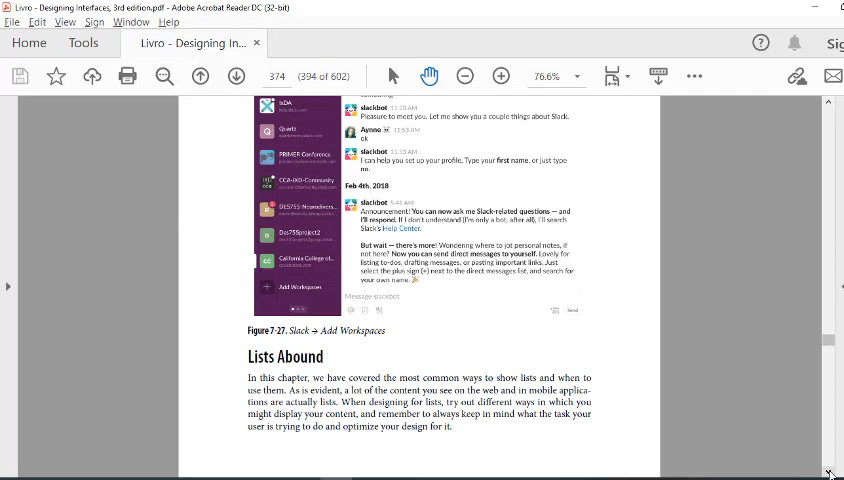 Livro - Designing Interfaces, 3rd edition.pdf - Adobe Acrobat Reader DC (32-bit)
File Edit View Sign Window Help
Home Tools Livro - Designing In... × Sig
374 (394 of 602) 76.6%
IxDA
slackbot 11:53 AM
Pleasure to meet you. Let me show you a couple things about Slack.
Quartz
Aynne 11:53 AM
ok
PRIMER Conference
slackbot 11:53 AM
I can help you set up your profile. Type your first name, or just type
no.
CCA-IXD-Community
Feb 4th, 2018
DES755-Neurodivers...
slackbot 5:41 AM
Announcement! You can now ask me Slack-related questions — and
I'll respond. If I don't understand (I'm only a bot, after all), I'll search
Slack's Help Center.
Des755project2
But wait — there's more! Wondering where to jot personal notes, if
not here? Now you can send direct messages to yourself. Lovely for
listing to-dos, drafting messages, or pasting important links. Just
select the plus sign (+) next to the direct messages list, and search for
your own name.
CC California College of...
+ Add Workspaces
Message slackbot
Send
Figure 7-27. Slack → Add Workspaces
Lists Abound
In this chapter, we have covered the most common ways to show lists and when to
use them. As is evident, a lot of the content you see on the web and in mobile applica-
tions are actually lists. When designing for lists, try out different ways in which you
might display your content, and remember to always keep in mind what the task your
user is trying to do and optimize your design for it.